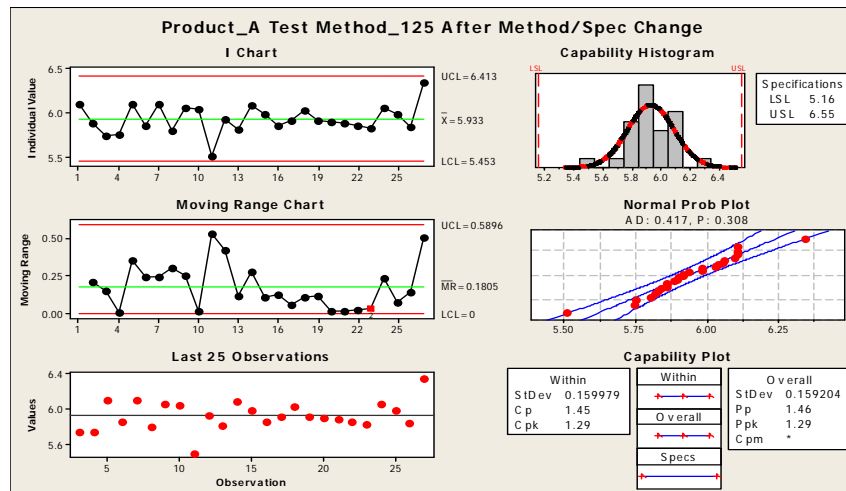 Product_A Test Method_125 After Method/Spec Change
I Chart
Individual Value
6.5
6.0
5.5
UCL=6.413
X=5.933
LCL=5.453
1 4 7 10 13 16 19 22 25
Capability Histogram
LSL USL
5.2 5.4 5.6 5.8 6.0 6.2 6.4
Specifications
LSL 5.16
USL 6.55
Moving Range Chart
Moving Range
0.50
0.25
0.00
UCL=0.5896
MR=0.1805
LCL=0
2
1 4 7 10 13 16 19 22 25
Normal Prob Plot
AD: 0.417, P: 0.308
5.50 5.75 6.00 6.25
Last 25 Observations
Values
6.4
6.0
5.6
5 10 15 20 25
Observation
Capability Plot
Within
StDev 0.159979
Cp 1.45
Cpk 1.29
Within
Overall
Specs
Overall
StDev 0.159204
Pp 1.46
Ppk 1.29
Cpm *